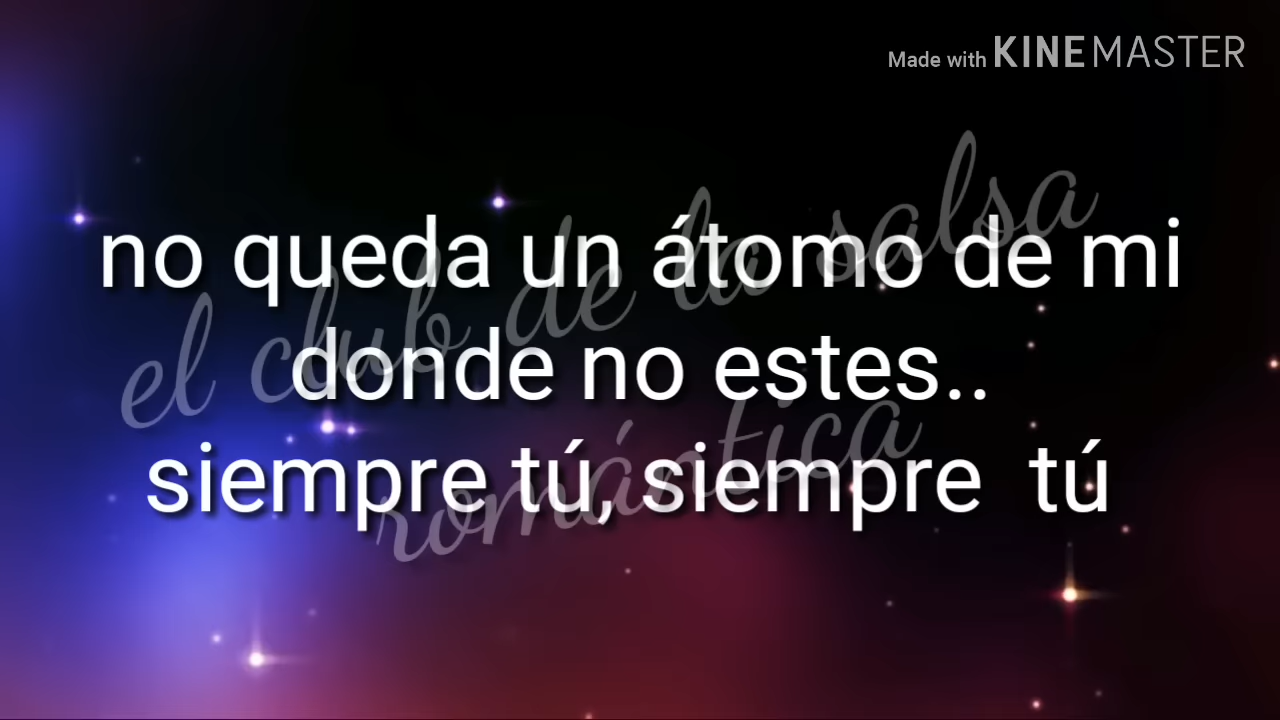 Made with KINEMASTER
no queda un átomo de mi
donde no estes..
siempre tú, siempre  tú
el club de la salsa
romántica